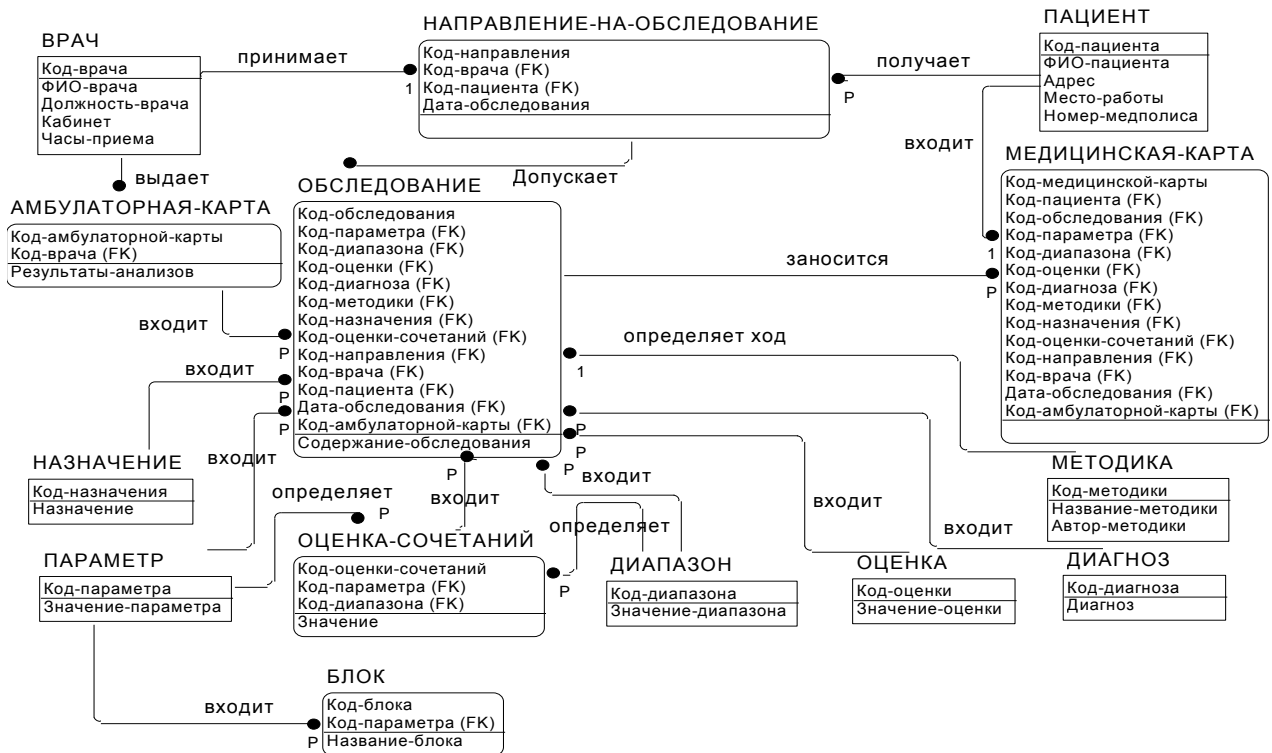 НАПРАВЛЕНИЕ-НА-ОБСЛЕДОВАНИЕ
Код-направления
Код-врача (FK)
Код-пациента (FK)
Дата-обследования
ПАЦИЕНТ
Код-пациента
ФИО-пациента
Адрес
Место-работы
Номер-медполиса
ВРАЧ
Код-врача
ФИО-врача
Должность-врача
Кабинет
Часы-приема
принимает
1
получает
P
входит
1
выдает
Допускает
АМБУЛАТОРНАЯ-КАРТА
Код-амбулаторной-карты
Код-врача (FK)
Результаты-анализов
ОБСЛЕДОВАНИЕ
Код-обследования
Код-параметра (FK)
Код-диапазона (FK)
Код-оценки (FK)
Код-диагноза (FK)
Код-методики (FK)
Код-назначения (FK)
Код-оценки-сочетаний (FK)
Код-направления (FK)
Код-врача (FK)
Код-пациента (FK)
Дата-обследования (FK)
Код-амбулаторной-карты (FK)
Содержание-обследования
МЕДИЦИНСКАЯ-КАРТА
Код-медицинской-карты
Код-пациента (FK)
Код-обследования (FK)
Код-параметра (FK)
Код-диапазона (FK)
Код-оценки (FK)
Код-диагноза (FK)
Код-методики (FK)
Код-назначения (FK)
Код-оценки-сочетаний (FK)
Код-направления (FK)
Код-врача (FK)
Дата-обследования (FK)
Код-амбулаторной-карты (FK)
заносится
P
определяет ход
1
входит
P
входит
P
входит
P
определяет
P
входит
P
входит
P
определяет
P
входит
P
входит
P
НАЗНАЧЕНИЕ
Код-назначения
Назначение
ПАРАМЕТР
Код-параметра
Значение-параметра
ОЦЕНКА-СОЧЕТАНИЙ
Код-оценки-сочетаний
Код-параметра (FK)
Код-диапазона (FK)
Значение
ДИАПАЗОН
Код-диапазона
Значение-диапазона
ОЦЕНКА
Код-оценки
Значение-оценки
МЕТОДИКА
Код-методики
Название-методики
Автор-методики
ДИАГНОЗ
Код-диагноза
Диагноз
БЛОК
Код-блока
Код-параметра (FK)
Название-блока
входит
P